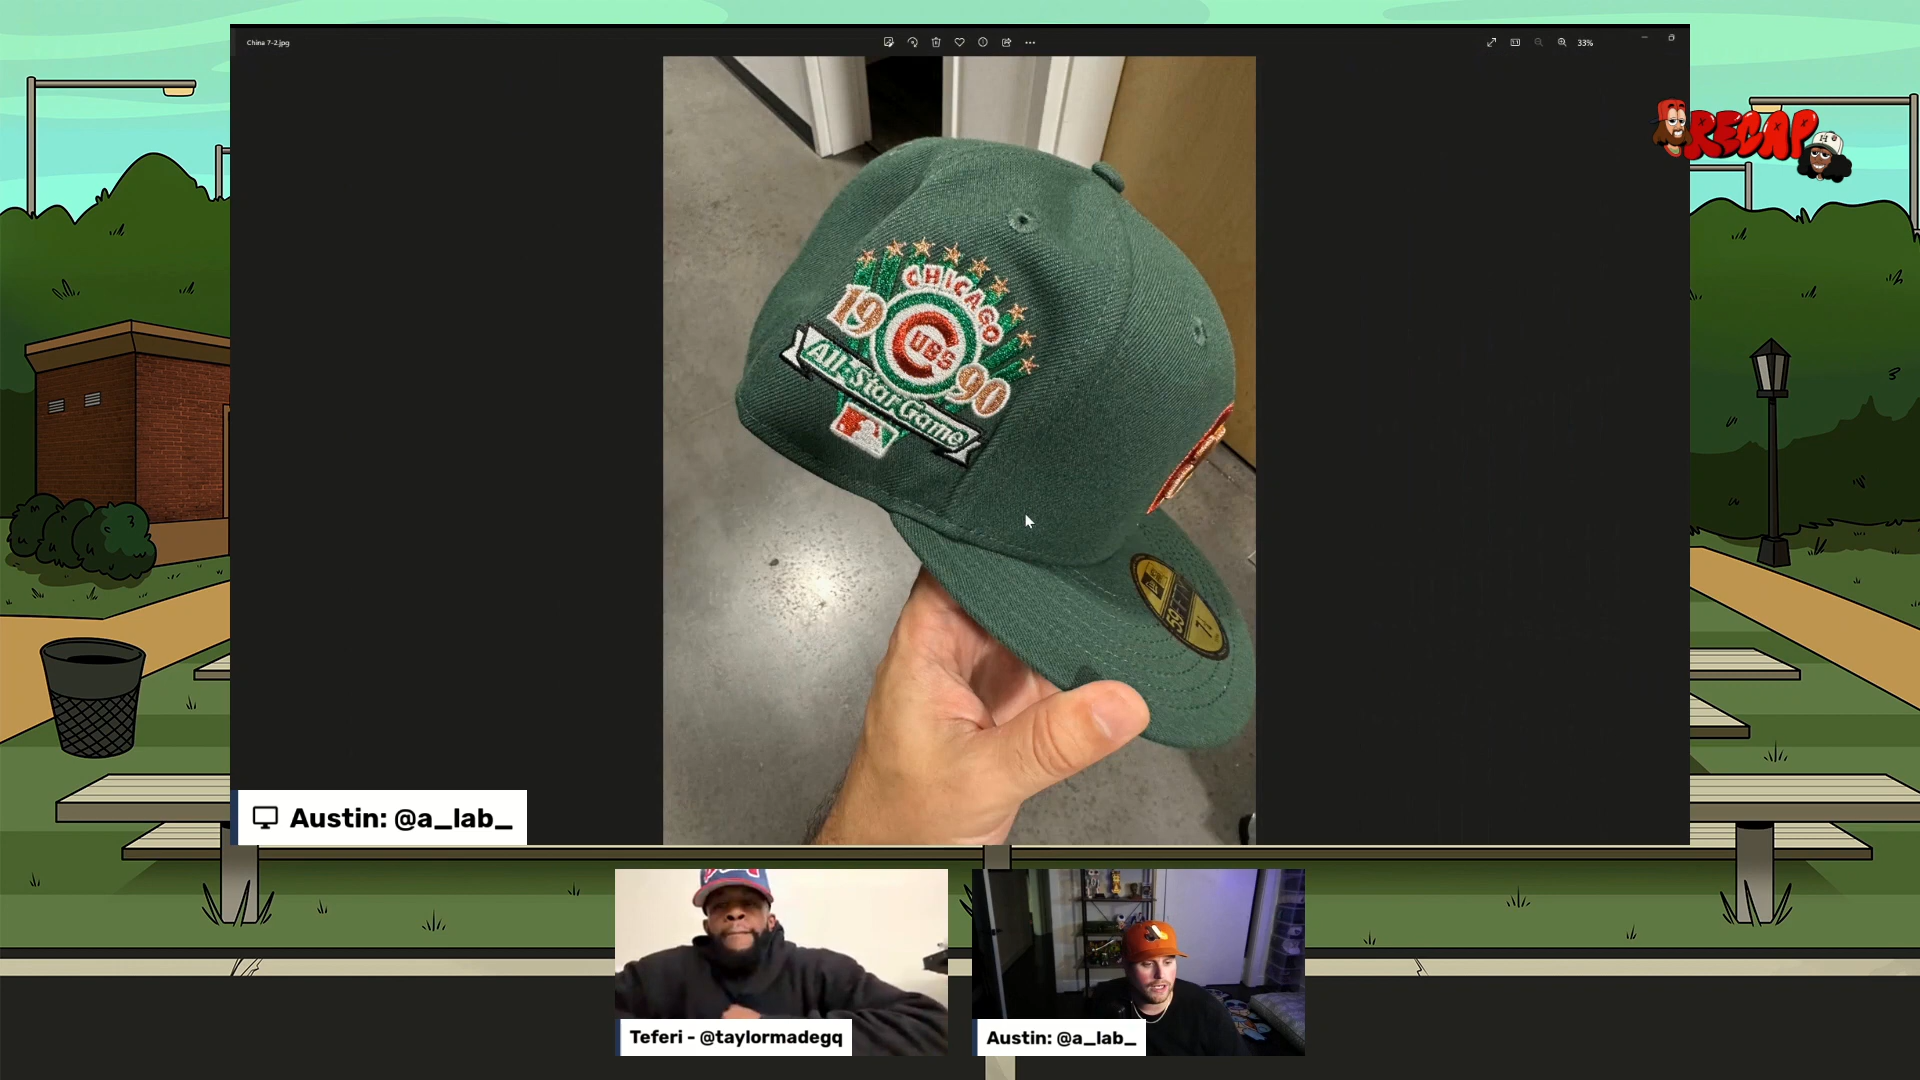 China 7-2.jpg
33%
RECAP
CHICAGO
19
CUBS
90
All-Star Game
59FIFTY
Austin: @a_lab_
Teferi - @taylormadegq
Austin: @a_lab_